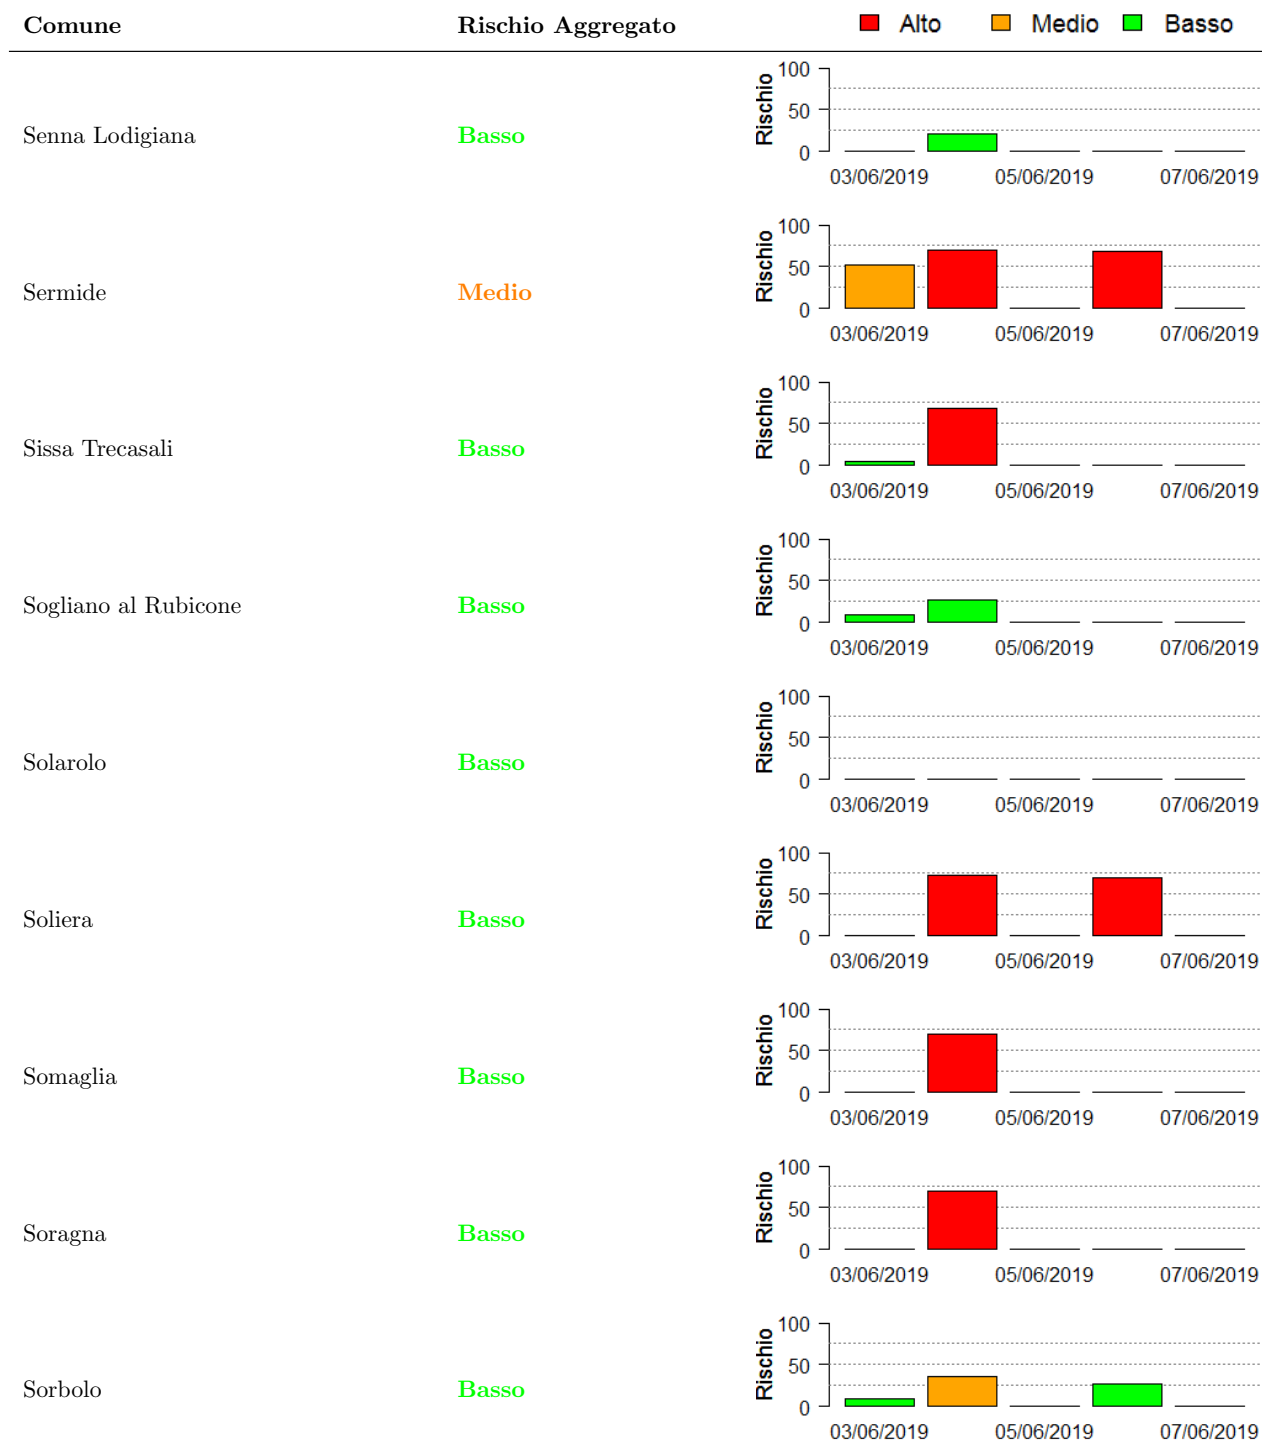 Comune Rischio Aggregato Alto Medio Basso
Senna Lodigiana Basso Rischio 100 50 0
03/06/2019 05/06/2019 07/06/2019
Sermide Medio Rischio 100 50 0
03/06/2019 05/06/2019 07/06/2019
Sissa Trecasali Basso Rischio 100 50 0
03/06/2019 05/06/2019 07/06/2019
Sogliano al Rubicone Basso Rischio 100 50 0
03/06/2019 05/06/2019 07/06/2019
Solarolo Basso Rischio 100 50 0
03/06/2019 05/06/2019 07/06/2019
Soliera Basso Rischio 100 50 0
03/06/2019 05/06/2019 07/06/2019
Somaglia Basso Rischio 100 50 0
03/06/2019 05/06/2019 07/06/2019
Soragna Basso Rischio 100 50 0
03/06/2019 05/06/2019 07/06/2019
Sorbolo Basso Rischio 100 50 0
03/06/2019 05/06/2019 07/06/2019